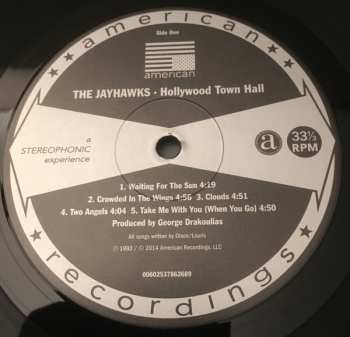 american
Side One
american
THE JAYHAWKS · Hollywood Town Hall
a
STEREOPHONIC
experience
a
33⅓
RPM
1. Waiting For The Sun 4:19
2. Crowded In The Wings 4:56 3. Clouds 4:51
4. Two Angels 4:04 5. Take Me With You (When You Go) 4:50
Produced by George Drakoulias
All songs written by Olson/Louris
℗ 1992 / © 2014 American Recordings, LLC
00602537862689
recordings